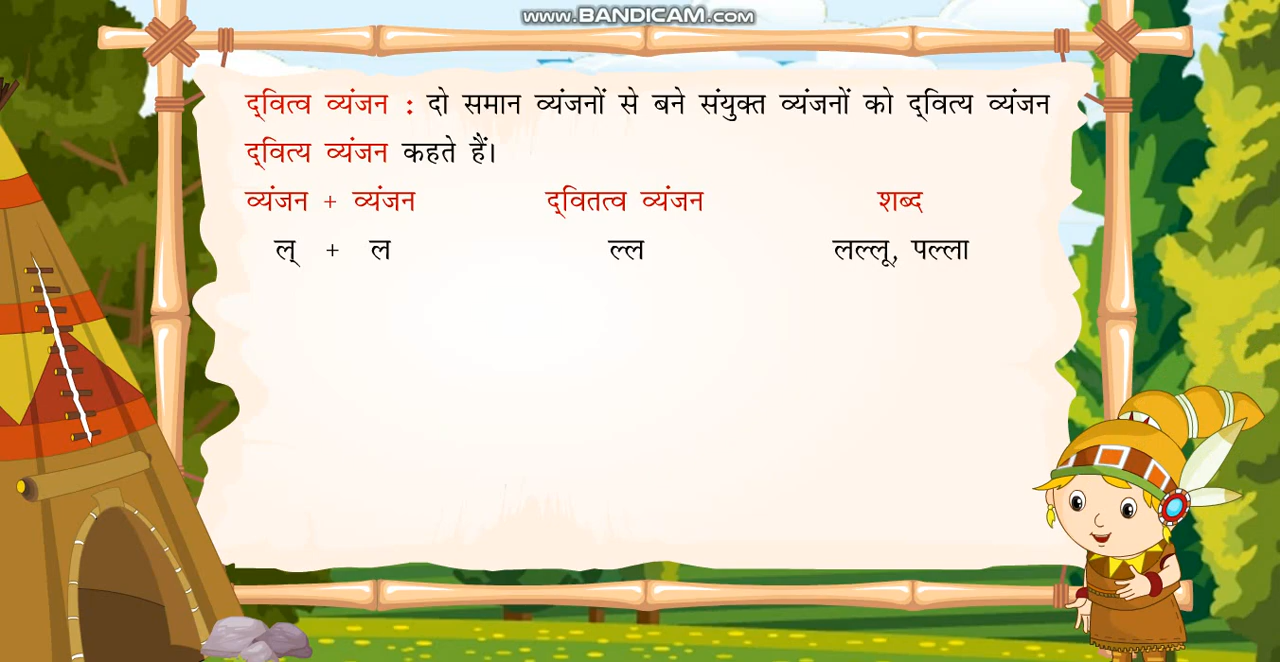 www.BANDICAM.com
द्‌वित्व व्यंजन : दो समान व्यंजनों से बने संयुक्त व्यंजनों को द्‌वित्य व्यंजन
द्‌वित्य व्यंजन कहते हैं।
व्यंजन + व्यंजन द्‌वितत्व व्यंजन शब्द
ल् + ल ल्ल लल्लू, पल्ला